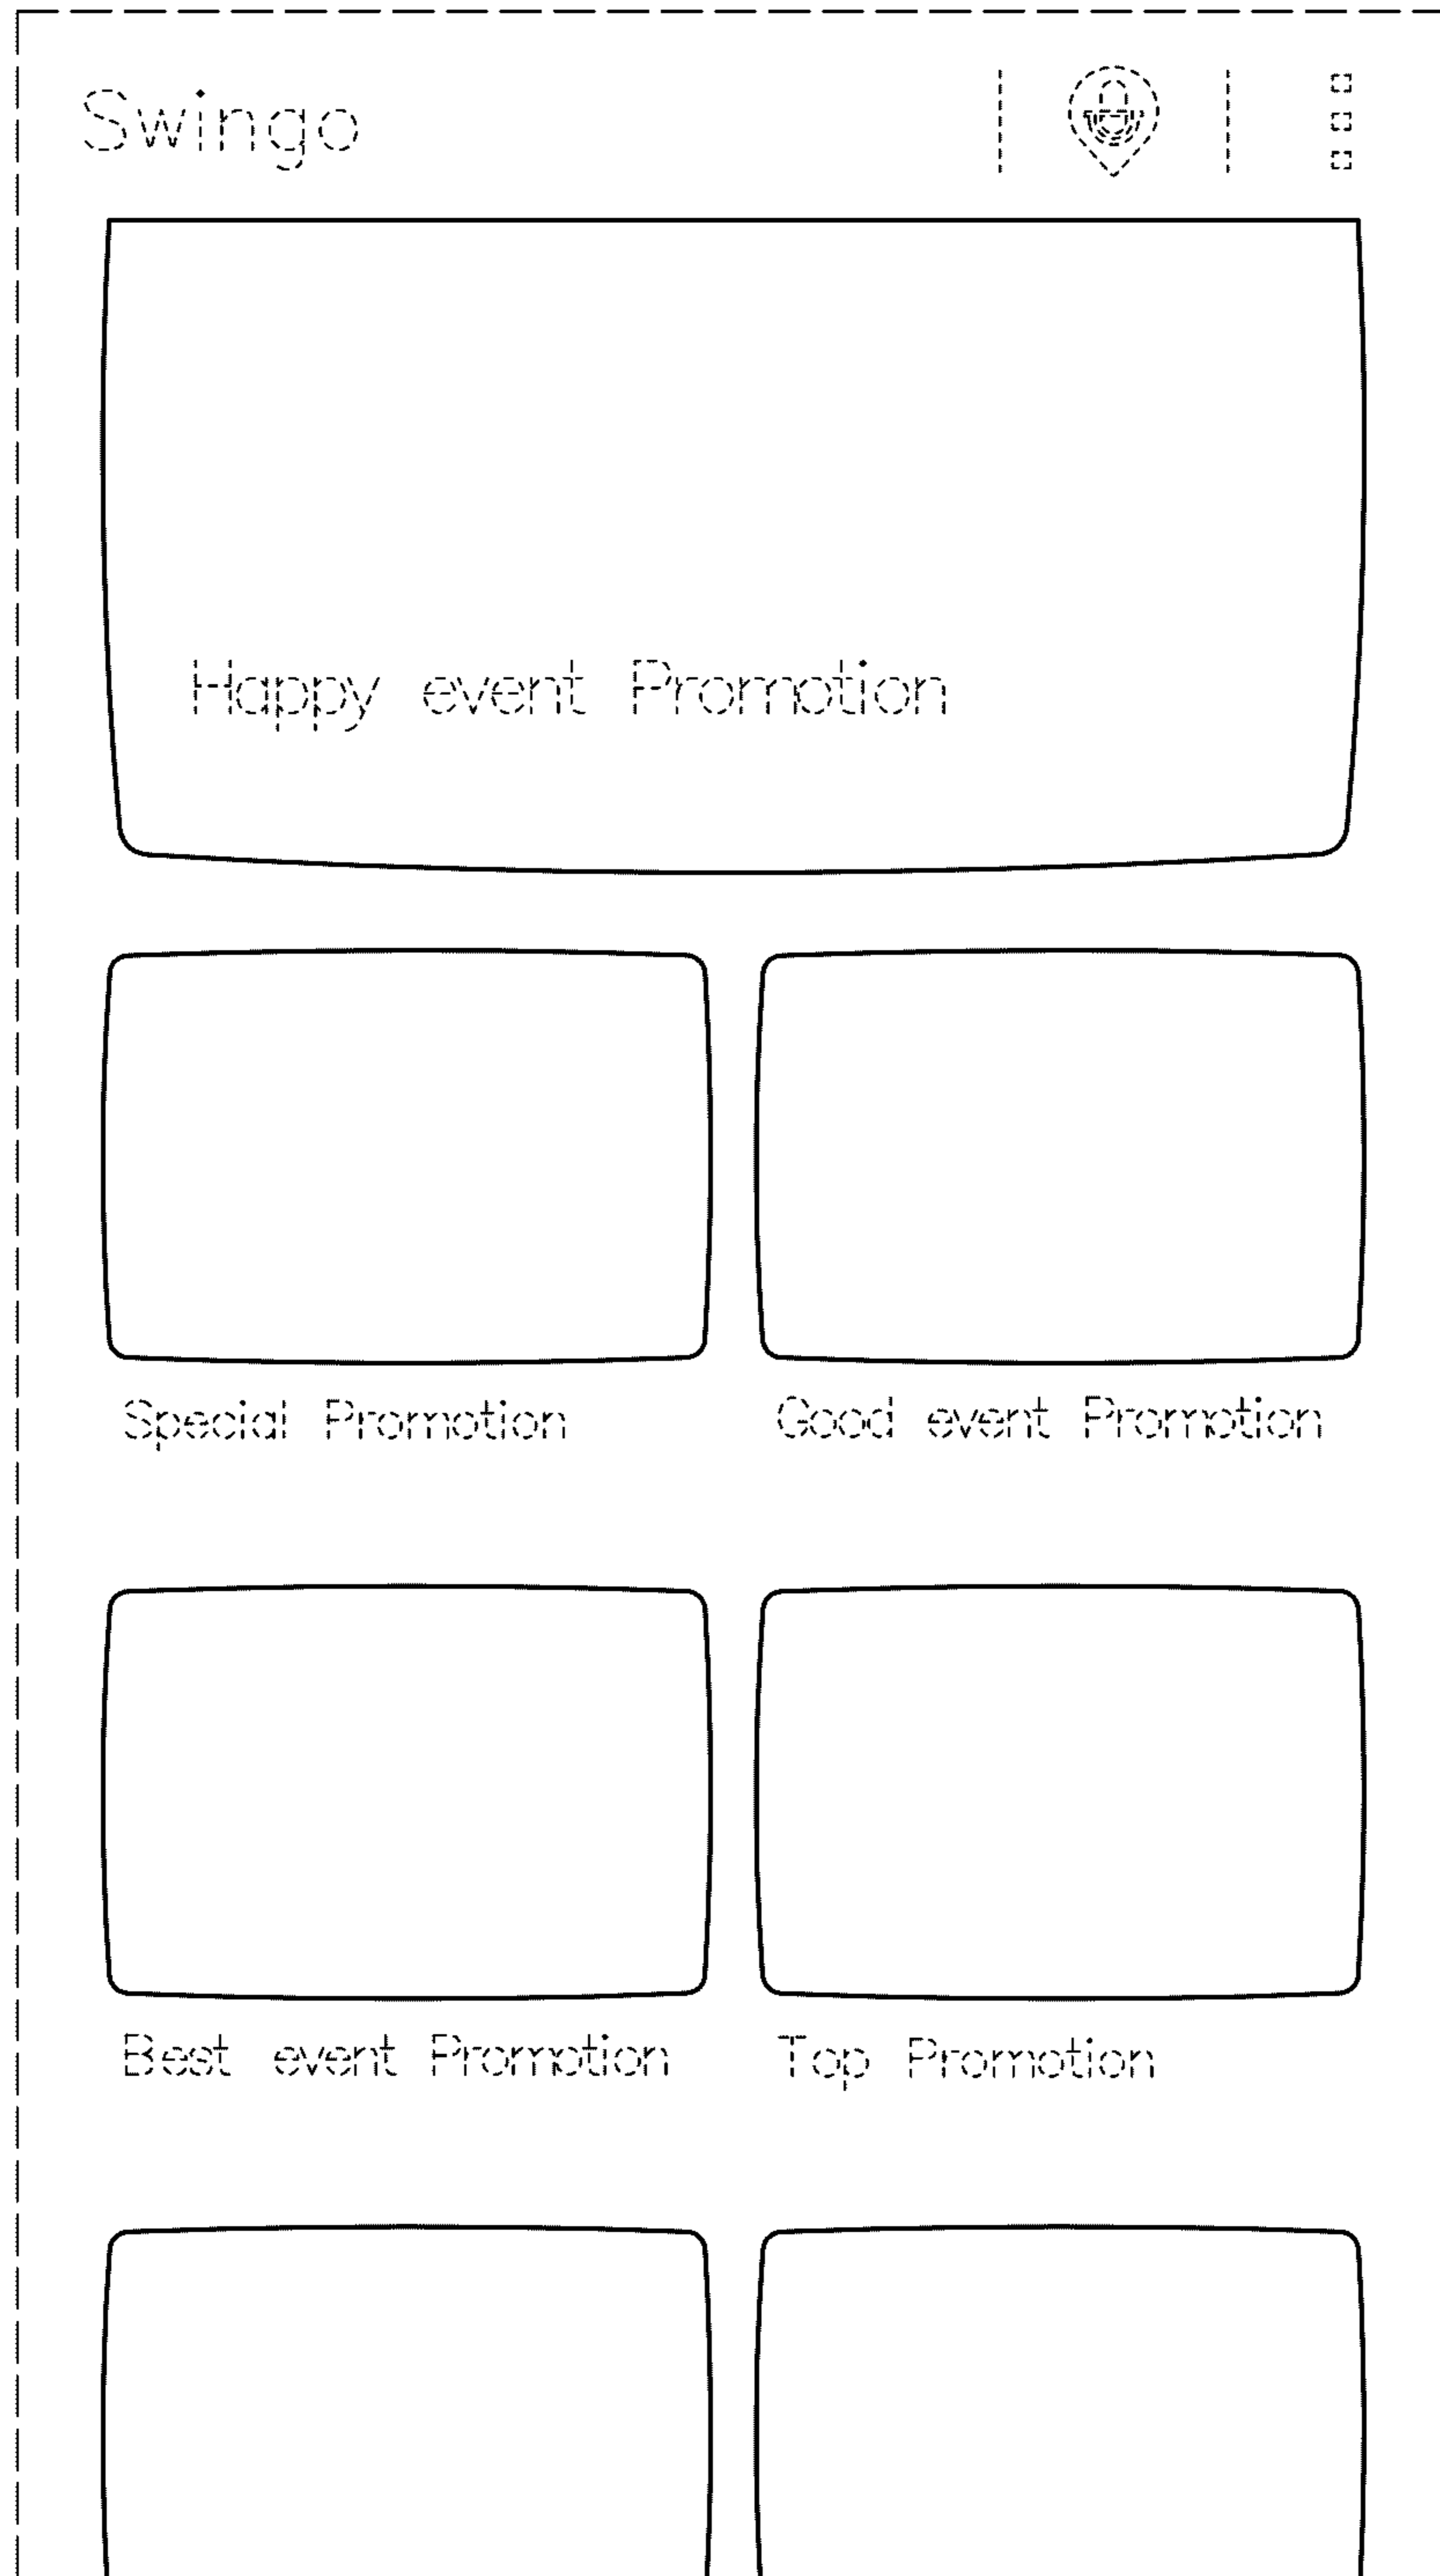 Swingo
Happy event Promotion
Special Promotion
Good event Promotion
Best event Promotion
Top Promotion